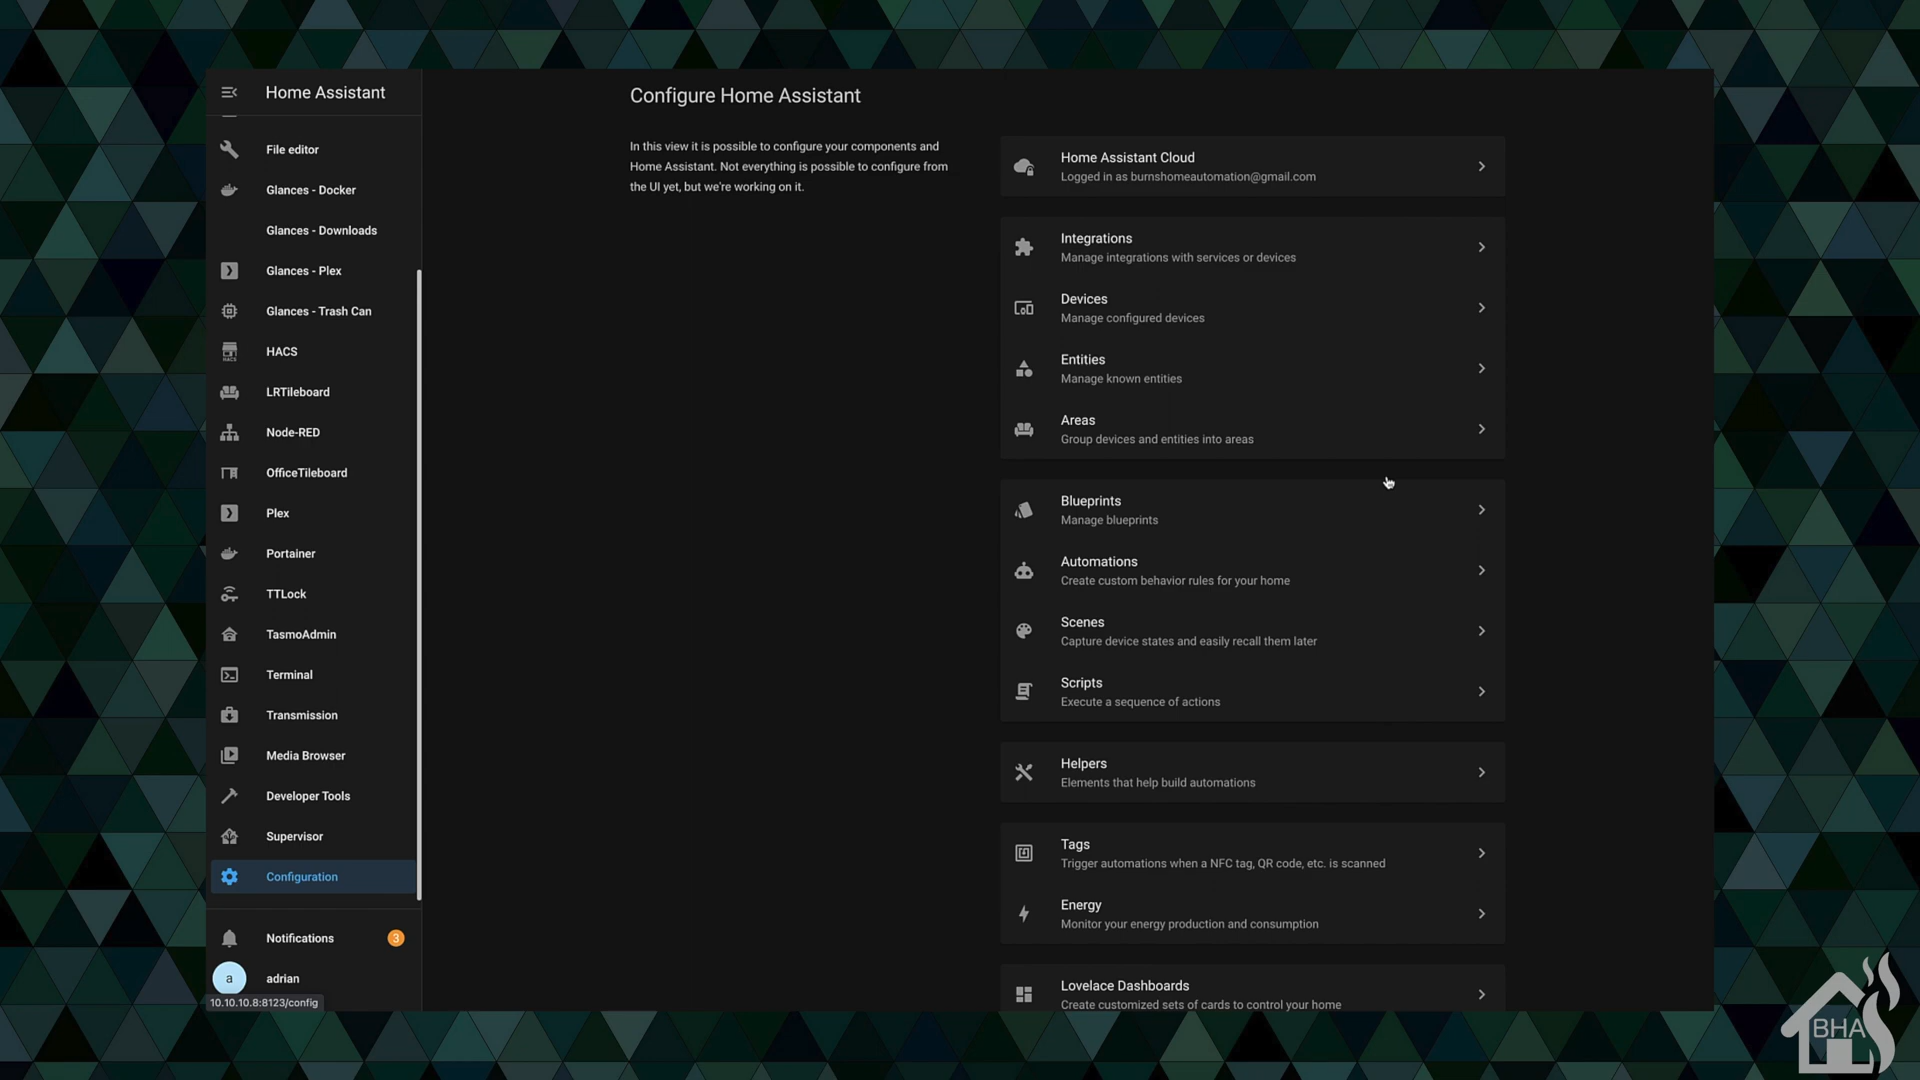 Home Assistant
File editor
Glances - Docker
Glances - Downloads
Glances - Plex
Glances - Trash Can
HACS
LRTileboard
Node-RED
OfficeTileboard
Plex
Portainer
TTLock
TasmoAdmin
Terminal
Transmission
Media Browser
Developer Tools
Supervisor
Configuration
Notifications 3
a adrian
10.10.10.8:8123/config
Configure Home Assistant
In this view it is possible to configure your components and
Home Assistant. Not everything is possible to configure from
the UI yet, but we're working on it.
Home Assistant Cloud
Logged in as burnshomeautomation@gmail.com
Integrations
Manage integrations with services or devices
Devices
Manage configured devices
Entities
Manage known entities
Areas
Group devices and entities into areas
Blueprints
Manage blueprints
Automations
Create custom behavior rules for your home
Scenes
Capture device states and easily recall them later
Scripts
Execute a sequence of actions
Helpers
Elements that help build automations
Tags
Trigger automations when a NFC tag, QR code, etc. is scanned
Energy
Monitor your energy production and consumption
Lovelace Dashboards
Create customized sets of cards to control your home
BHA